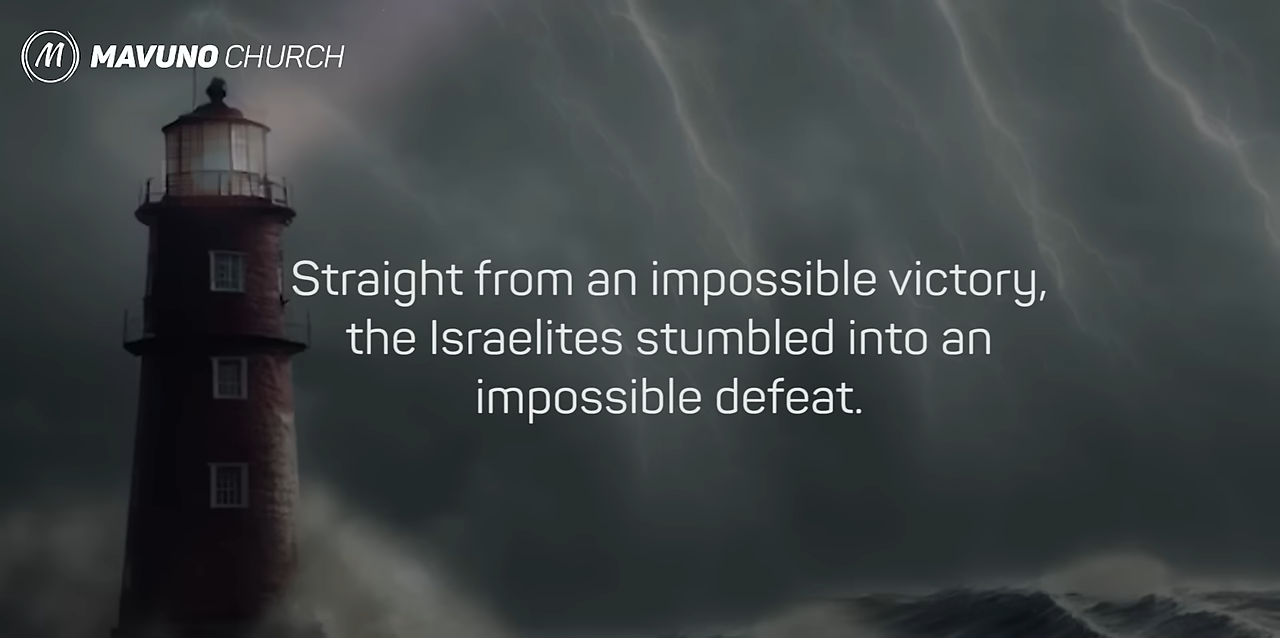 M MAVUNO CHURCH
Straight from an impossible victory,
the Israelites stumbled into an
impossible defeat.